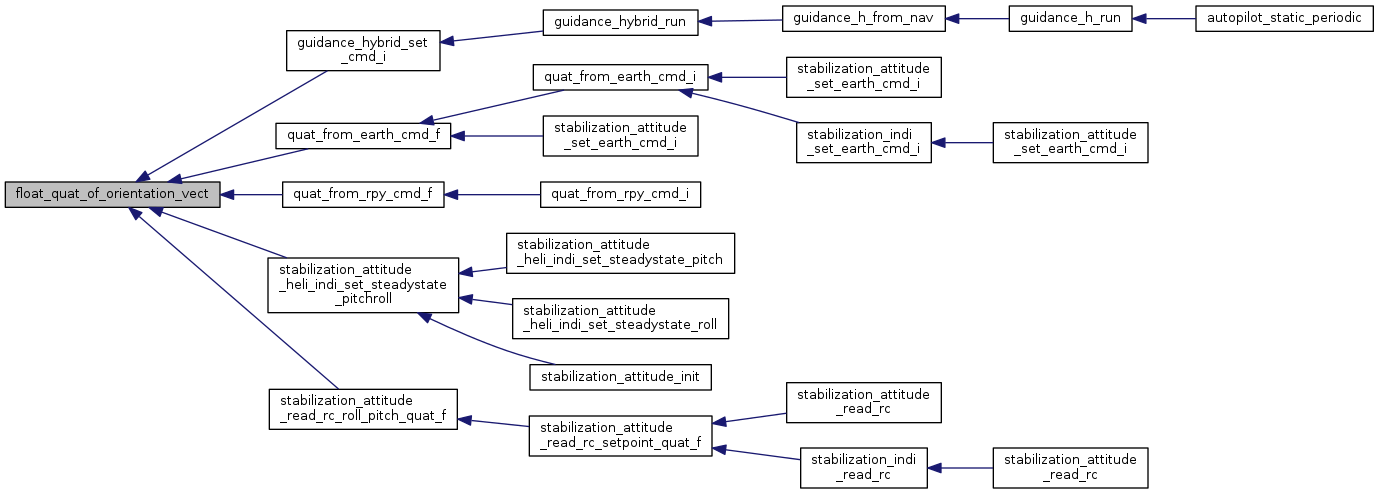 float_quat_of_orientation_vect
guidance_hybrid_set
_cmd_i
guidance_hybrid_run
guidance_h_from_nav
guidance_h_run
autopilot_static_periodic
quat_from_earth_cmd_f
quat_from_earth_cmd_i
stabilization_attitude
_set_earth_cmd_i
stabilization_indi
_set_earth_cmd_i
stabilization_attitude
_set_earth_cmd_i
stabilization_attitude
_set_earth_cmd_i
quat_from_rpy_cmd_f
quat_from_rpy_cmd_i
stabilization_attitude
_heli_indi_set_steadystate
_pitchroll
stabilization_attitude
_heli_indi_set_steadystate_pitch
stabilization_attitude
_heli_indi_set_steadystate_roll
stabilization_attitude_init
stabilization_attitude
_read_rc_roll_pitch_quat_f
stabilization_attitude
_read_rc_setpoint_quat_f
stabilization_attitude
_read_rc
stabilization_indi
_read_rc
stabilization_attitude
_read_rc